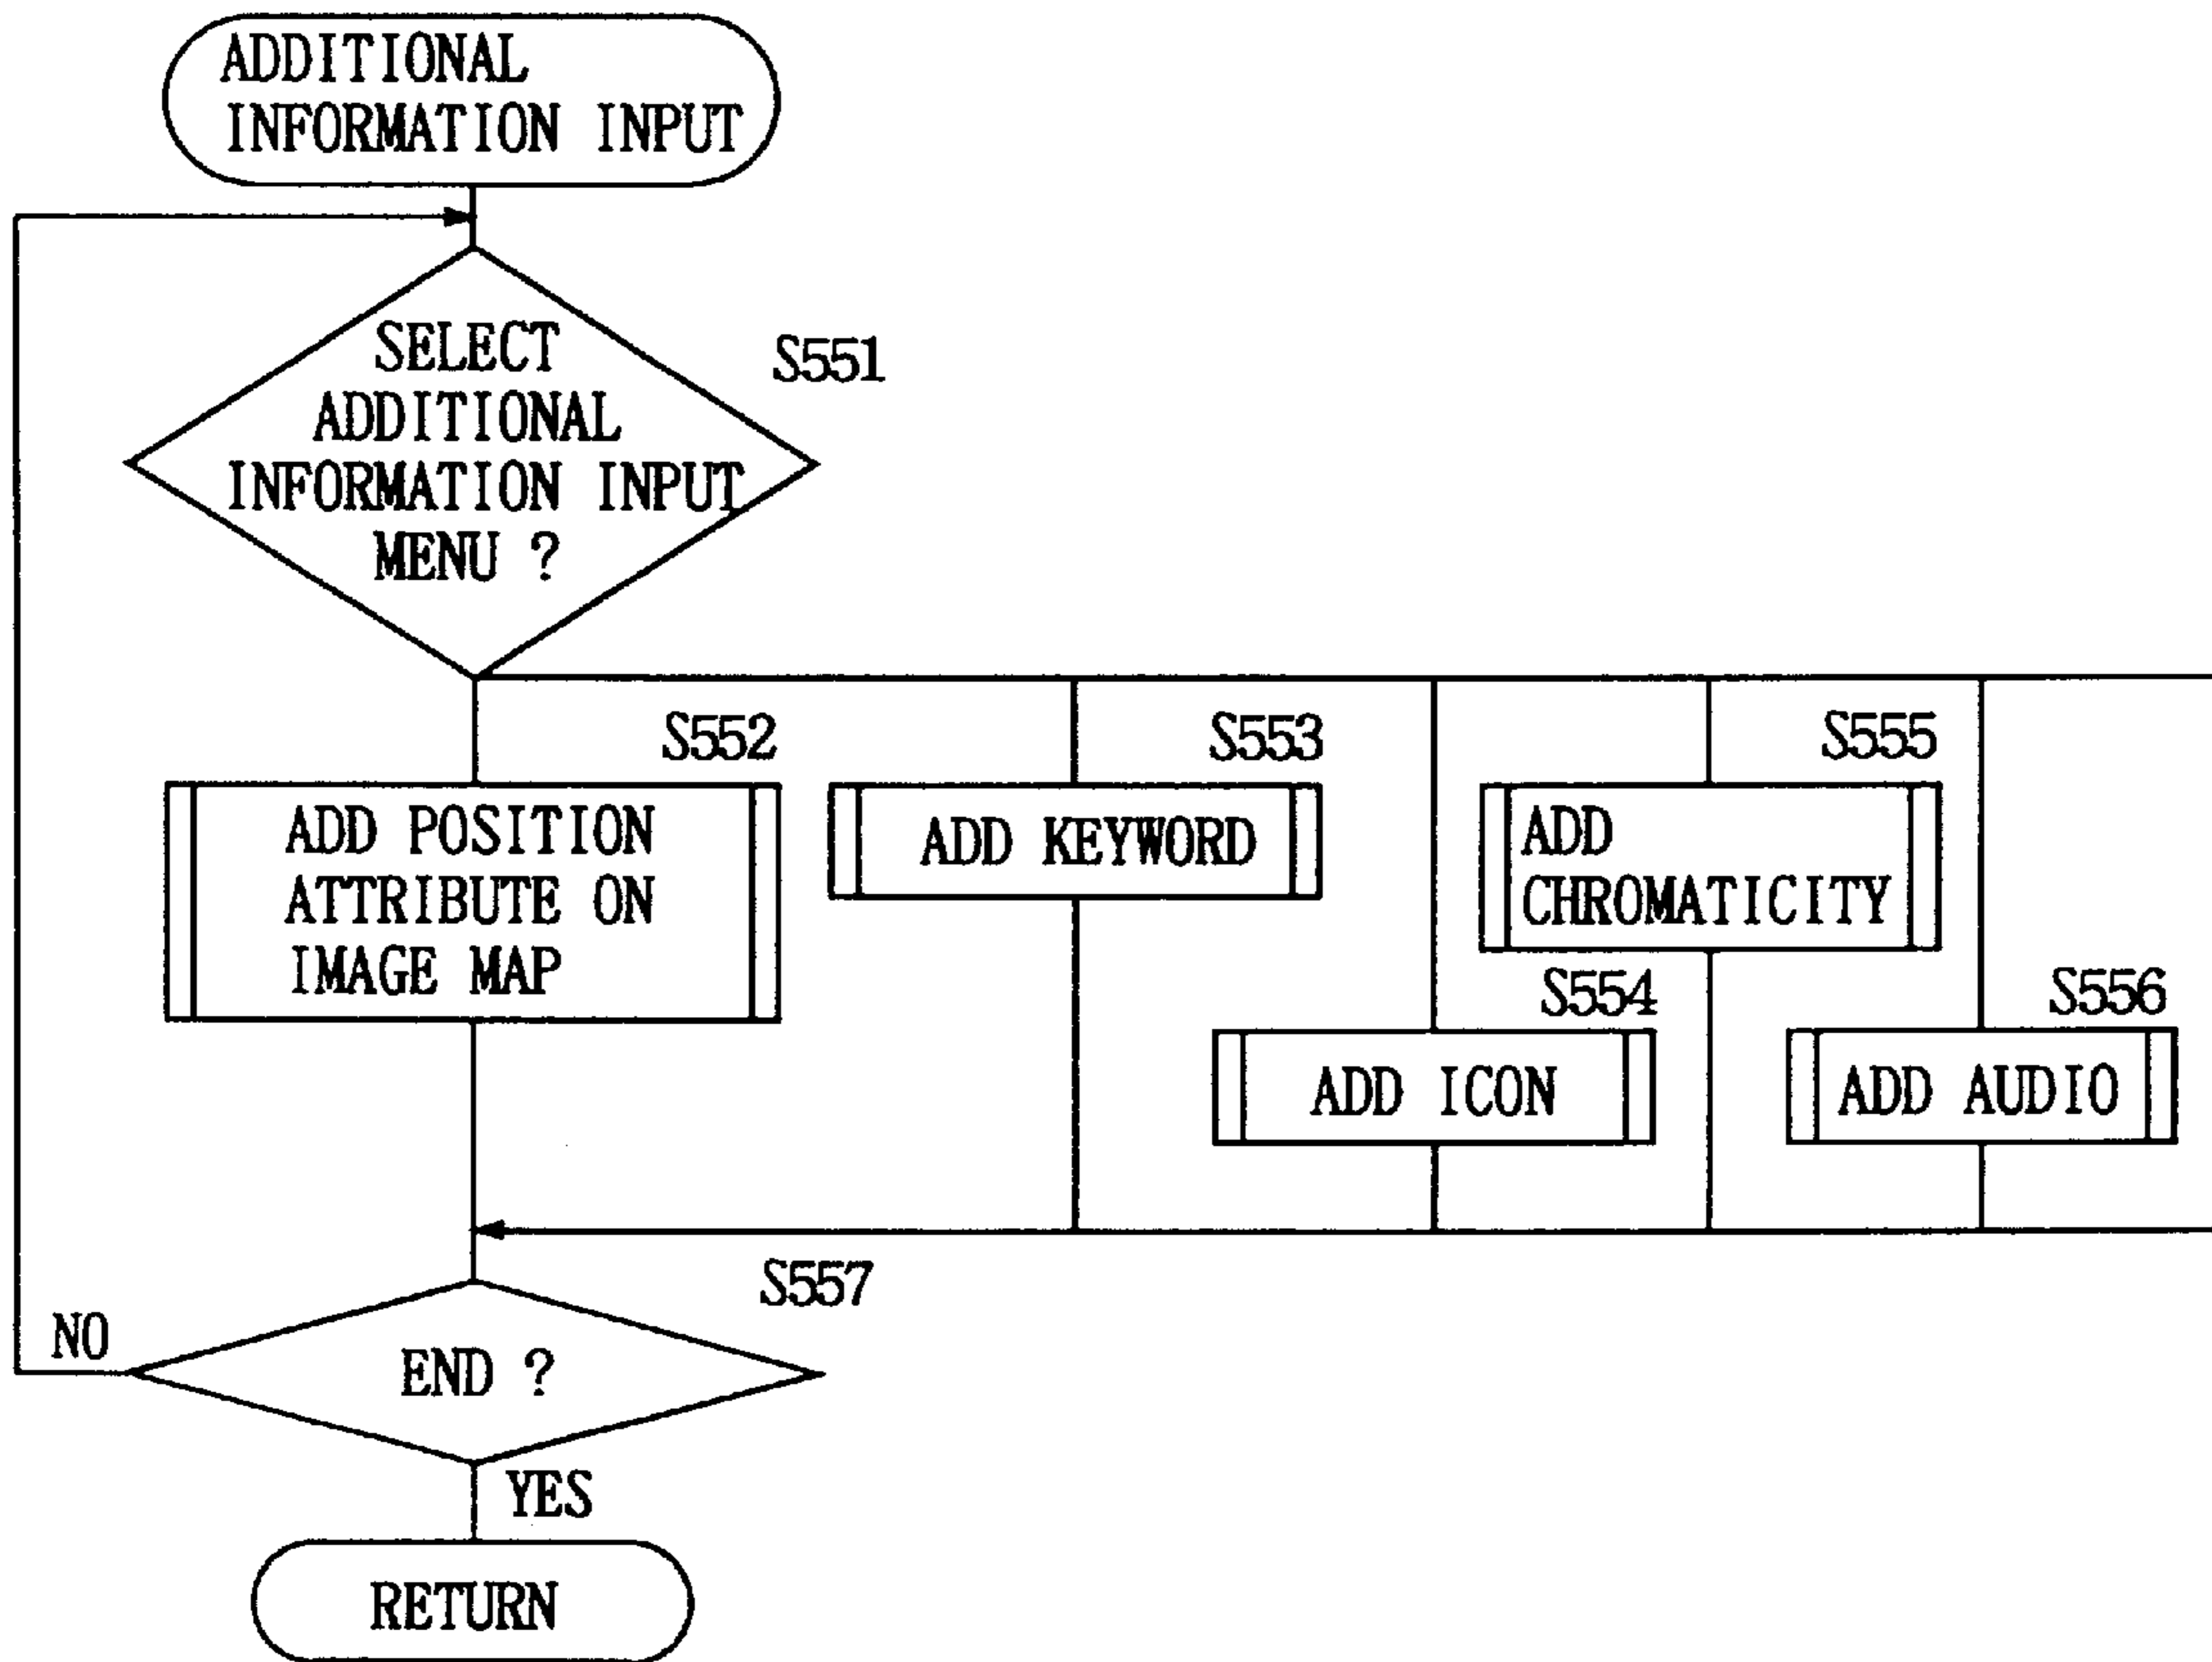 ADDITIONAL
INFORMATION INPUT
SELECT
ADDITIONAL
INFORMATION INPUT
MENU ?
S551
S552
ADD POSITION
ATTRIBUTE ON
IMAGE MAP
S553
ADD KEYWORD
S555
ADD
CHROMATICITY
S554
ADD ICON
S556
ADD AUDIO
S557
END ?
NO
YES
RETURN